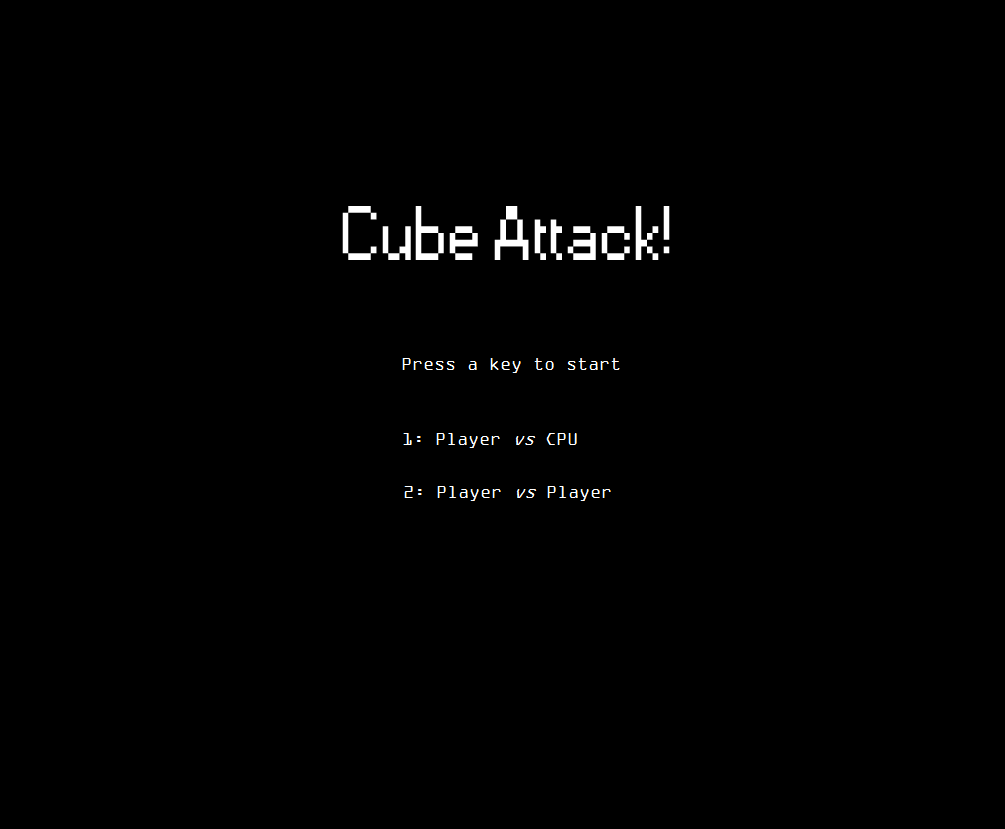 Cube Attack!
Press a key to start
1: Player vs CPU
2: Player vs Player